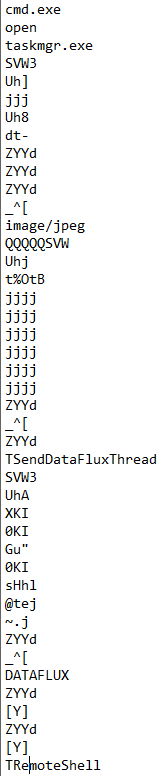 cmd.exe
open
taskmgr.exe
SVW3
Uh]
jjj
Uh8
dt-
ZYYd
ZYYd
ZYYd
_^[
image/jpeg
QQQQQSVW
Uhj
t%OtB
jjjj
jjjj
jjjj
jjjj
jjjj
jjjj
ZYYd
_^[
ZYYd
TSendDataFluxThread
SVW3
UhA
XKI
0KI
Gu"
0KI
sHhl
@tej
~.j
ZYYd
_^[
DATAFLUX
ZYYd
[Y]
ZYYd
[Y]
TRemoteShell